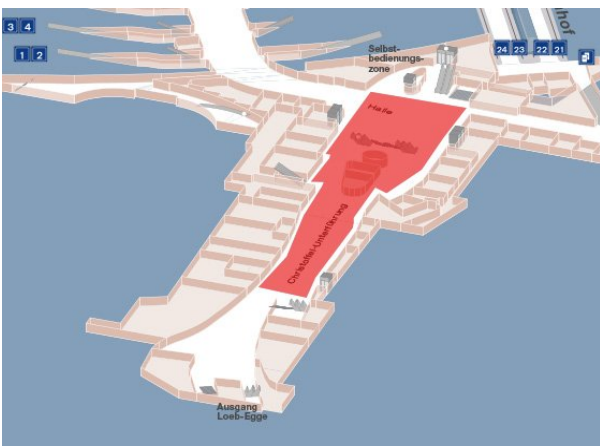 3 4
1 2
Selbst-
bedienungs-
zone
24 23 22 21
hof
Halle
Christoffel-Unterführung
Ausgang
Loeb-Egge